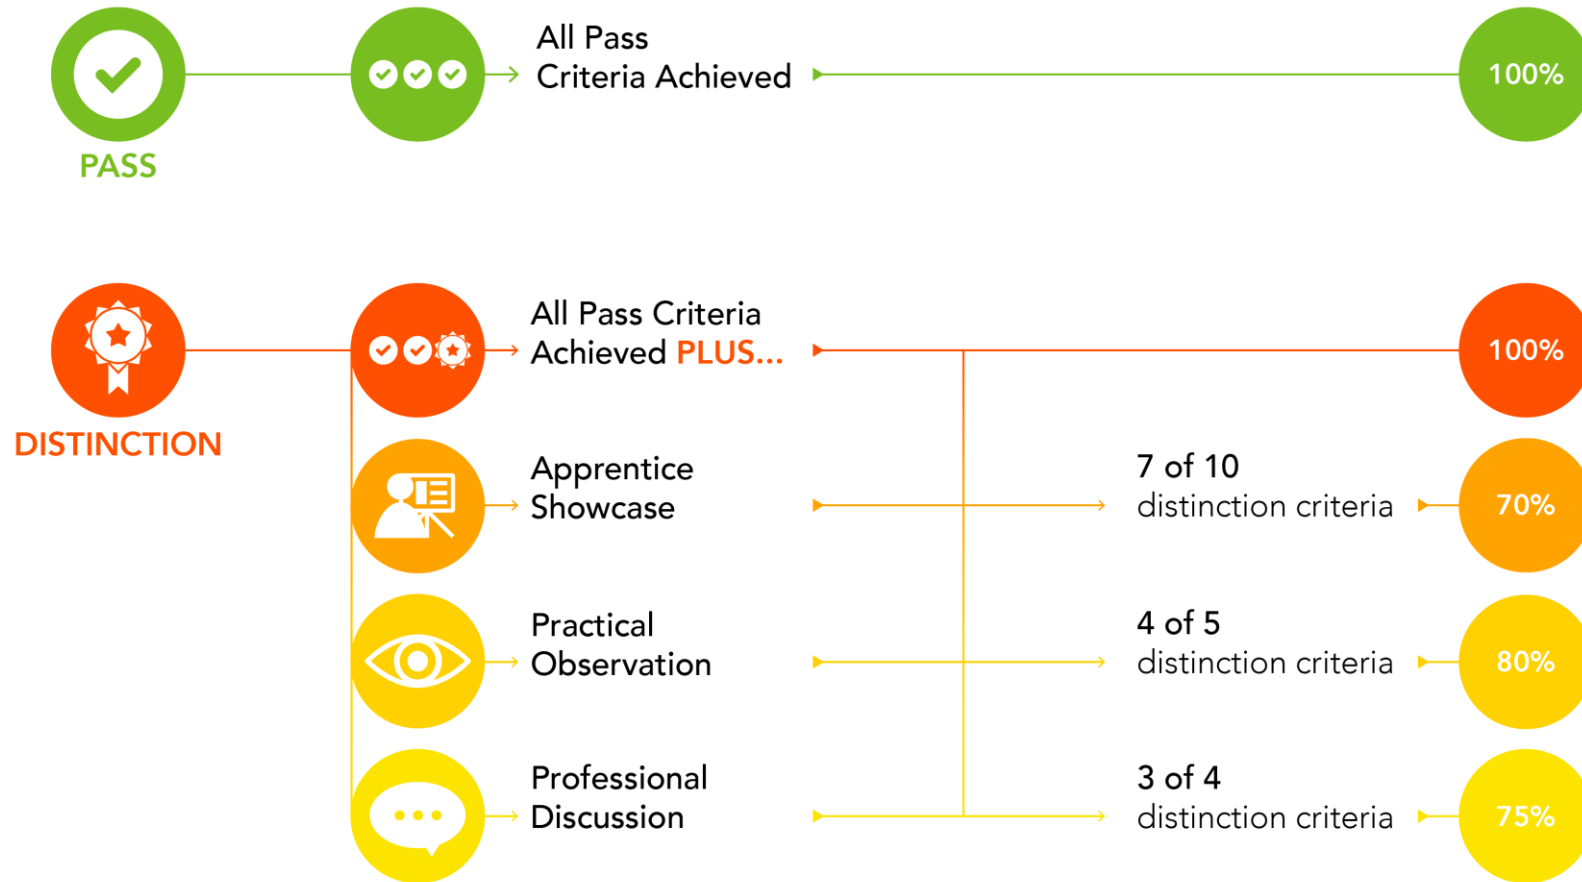 All Pass
Criteria Achieved
100%
PASS
All Pass Criteria
Achieved PLUS...
100%
DISTINCTION
Apprentice
Showcase
7 of 10
distinction criteria
70%
Practical
Observation
4 of 5
distinction criteria
80%
Professional
Discussion
3 of 4
distinction criteria
75%